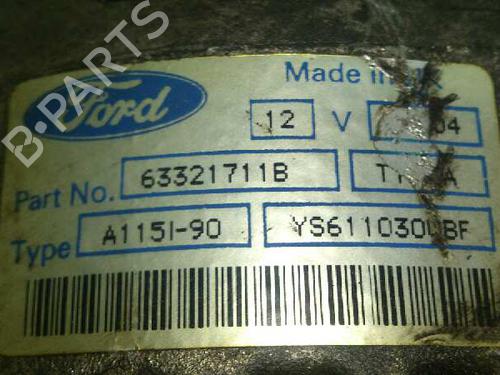 B-PARTS
Ford
Made in
12 V 04
Part No. 63321711B
Type A115I-90